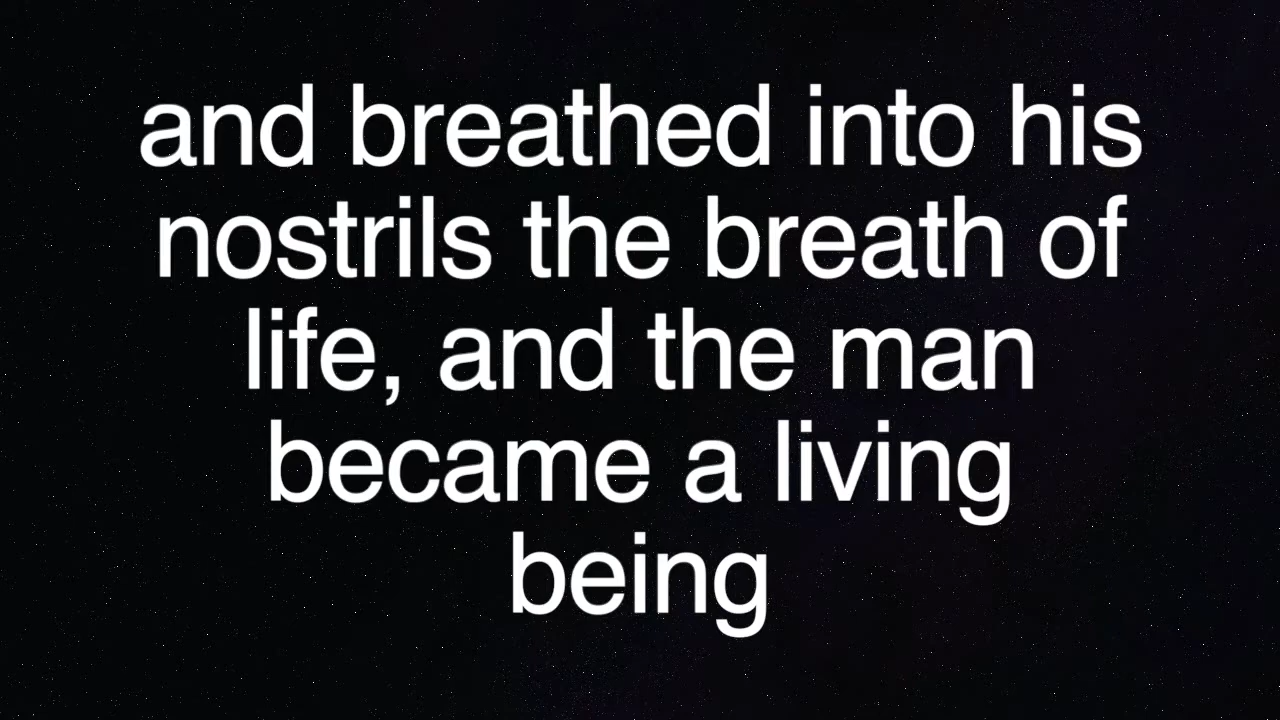 and breathed into his
nostrils the breath of
life, and the man
became a living
being